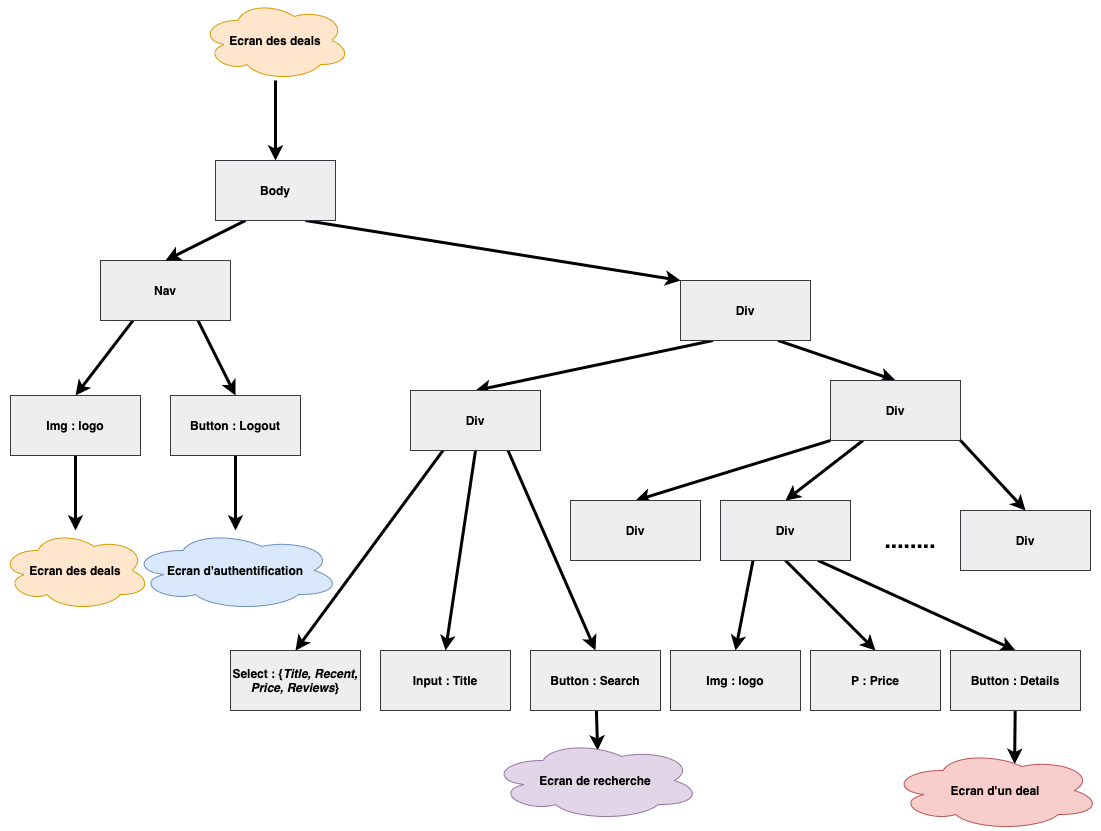 Ecran des deals
Body
Nav
Div
Img : logo
Button : Logout
Div
Div
Div
Div
........
Div
Ecran des deals
Ecran d'authentification
Select : {Title, Recent,
Price, Reviews}
Input : Title
Button : Search
Img : logo
P : Price
Button : Details
Ecran de recherche
Ecran d'un deal